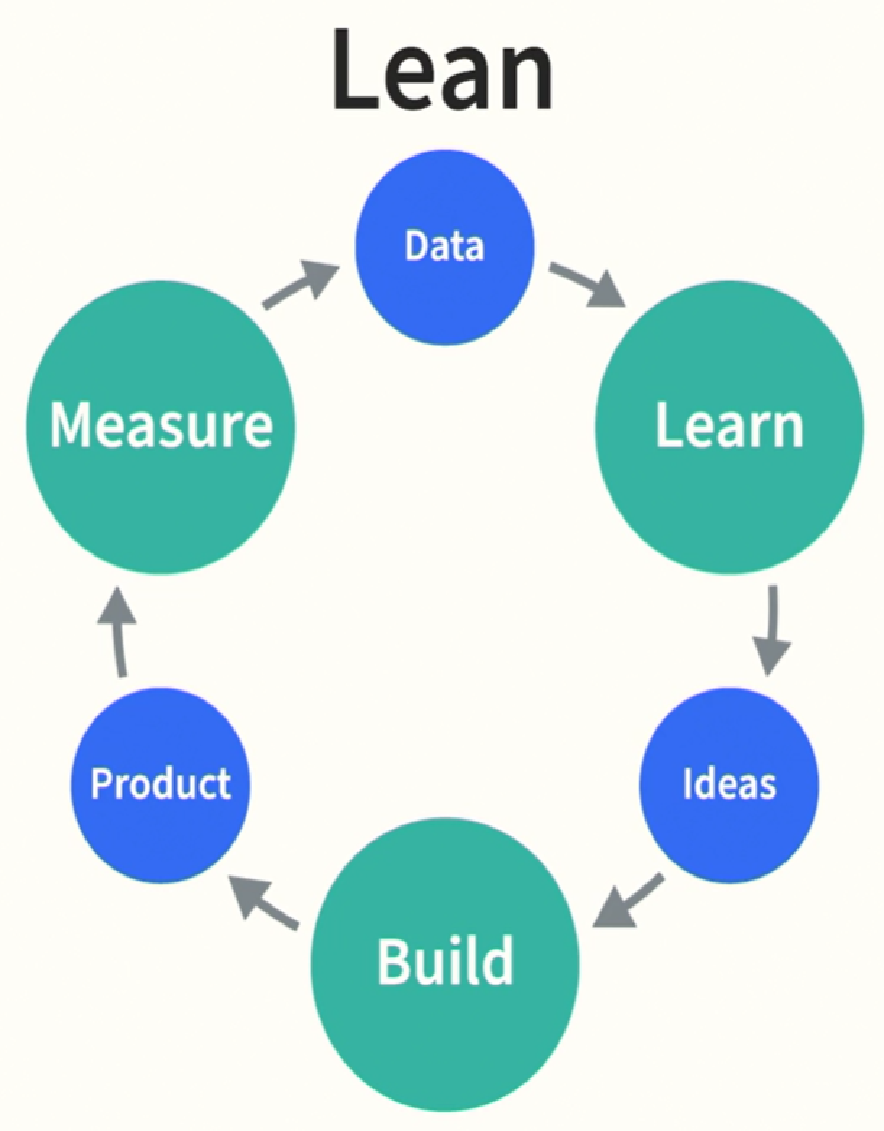 Lean
Data
Measure
Learn
Product
Ideas
Build